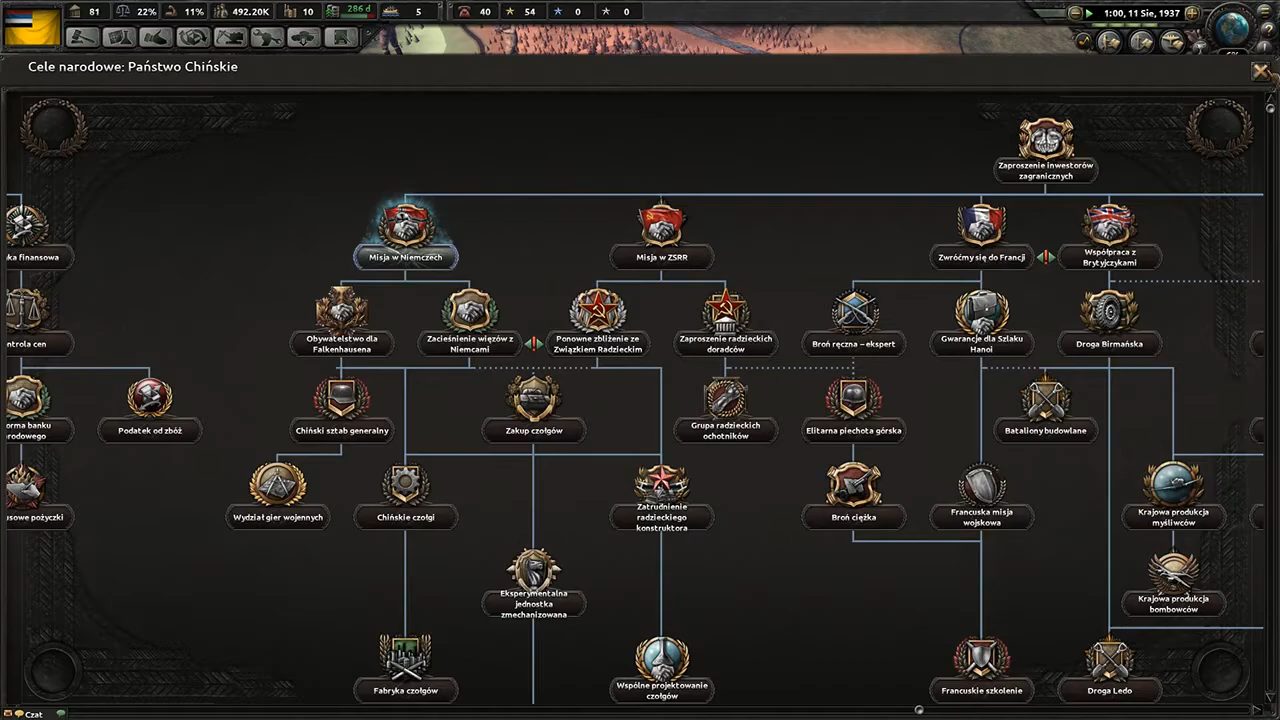 81
22%
11%
492.20K
10
286 d
5
40
54
0
0
1:00, 11 Sie, 1937
Cele narodowe: Państwo Chińskie
Zaproszenie inwestorów
zagranicznych
Misja w Niemczech
Misja w ZSRR
Zwróćmy się do Francji
Współpraca z
Brytyjczykami
ka finansowa
Obywatelstwo dla
Falkenhausena
Zacieśnienie więzów z
Niemcami
Ponowne zbliżenie ze
Związkiem Radzieckim
Zaproszenie radzieckich
doradców
Broń ręczna – ekspert
Gwarancje dla Szlaku
Hanoi
Droga Birmańska
ntrola cen
orma banku
rodowego
Podatek od zbóż
Chiński sztab generalny
Zakup czołgów
Grupa radzieckich
ochotników
Elitarna piechota górska
Bataliony budowlane
usowe pożyczki
Wydział gier wojennych
Chińskie czołgi
Zatrudnienie
radzieckiego
konstruktora
Broń ciężka
Francuska misja
wojskowa
Krajowa produkcja
myśliwców
Eksperymentalna
jednostka
zmechanizowana
Krajowa produkcja
bombowców
Fabryka czołgów
Wspólne projektowanie
czołgów
Francuskie szkolenie
Droga Ledo
Czat